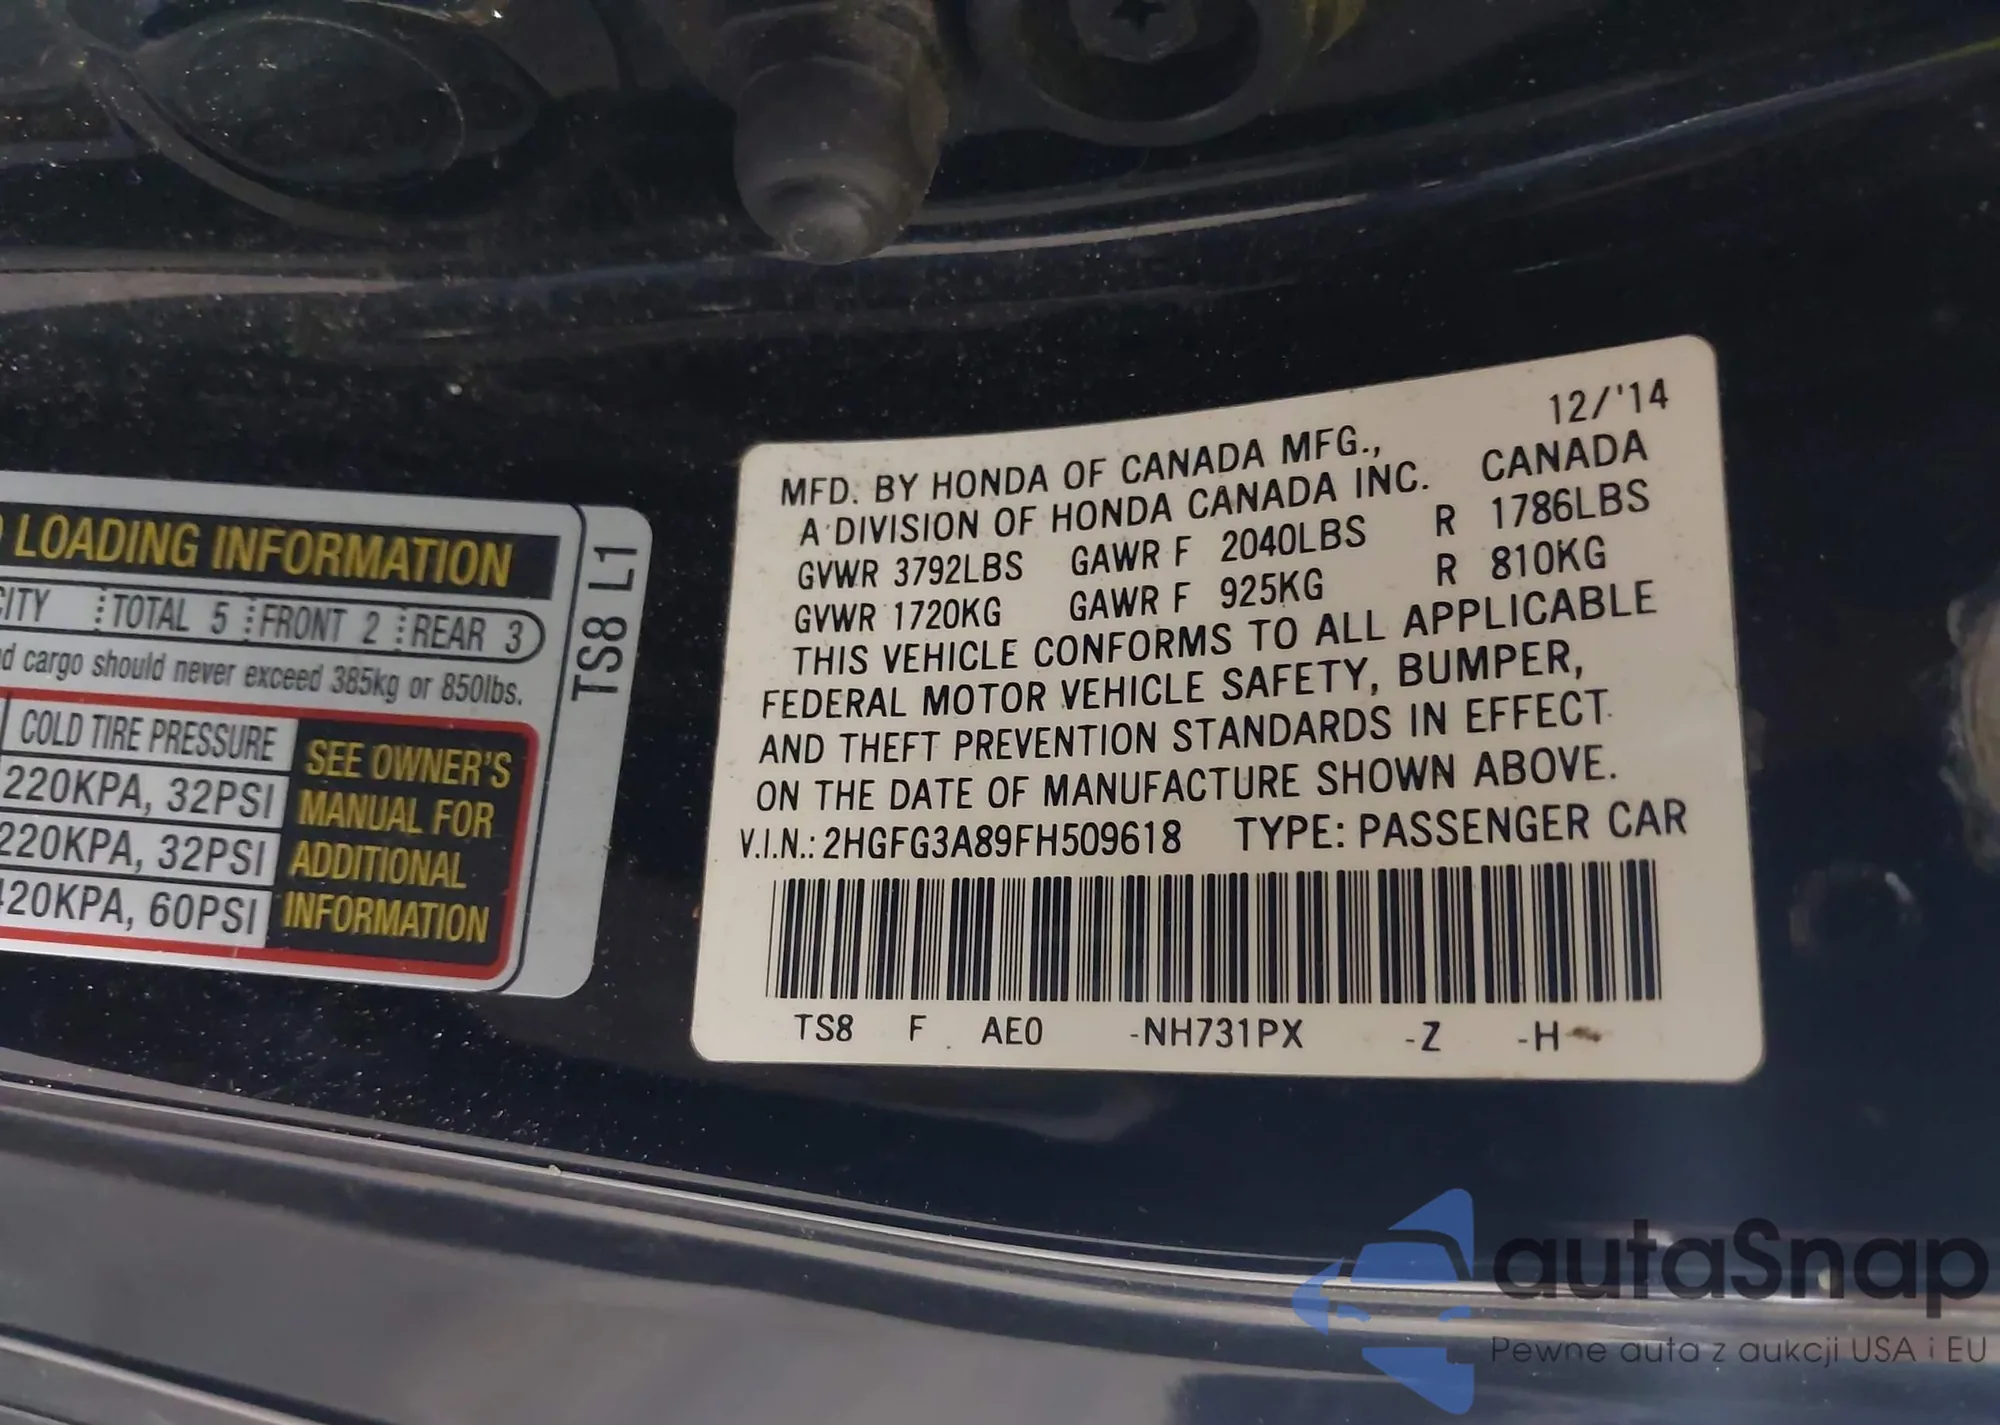 LOADING INFORMATION
CITY TOTAL 5 FRONT 2 REAR 3
cargo should never exceed 385kg or 850lbs.
COLD TIRE PRESSURE
220KPA, 32PSI
220KPA, 32PSI
420KPA, 60PSI
SEE OWNER'S
MANUAL FOR
ADDITIONAL
INFORMATION
TS8 L1
12/'14
MFD. BY HONDA OF CANADA MFG.,
A DIVISION OF HONDA CANADA INC. CANADA
GVWR 3792LBS GAWR F 2040LBS R 1786LBS
GVWR 1720KG GAWR F 925KG R 810KG
THIS VEHICLE CONFORMS TO ALL APPLICABLE
FEDERAL MOTOR VEHICLE SAFETY, BUMPER,
AND THEFT PREVENTION STANDARDS IN EFFECT
ON THE DATE OF MANUFACTURE SHOWN ABOVE.
V.I.N.: 2HGFG3A89FH509618 TYPE: PASSENGER CAR
TS8 F AE0 -NH731PX -Z -H-
autaSnap
Pewne auta z aukcji USA i EU